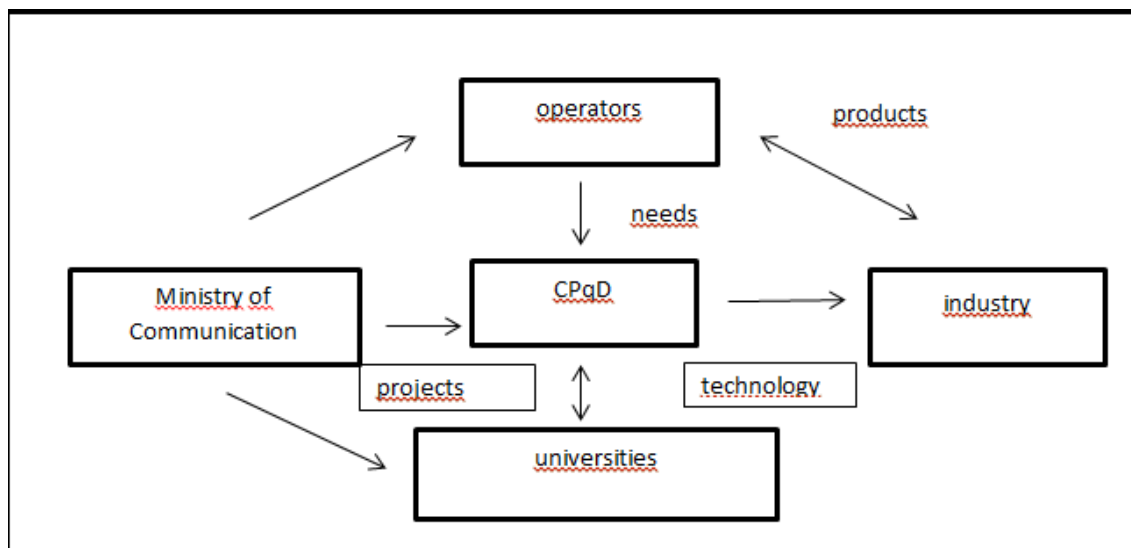 operators
products
needs
Ministry of
Communication
CPqD
industry
projects
technology
universities